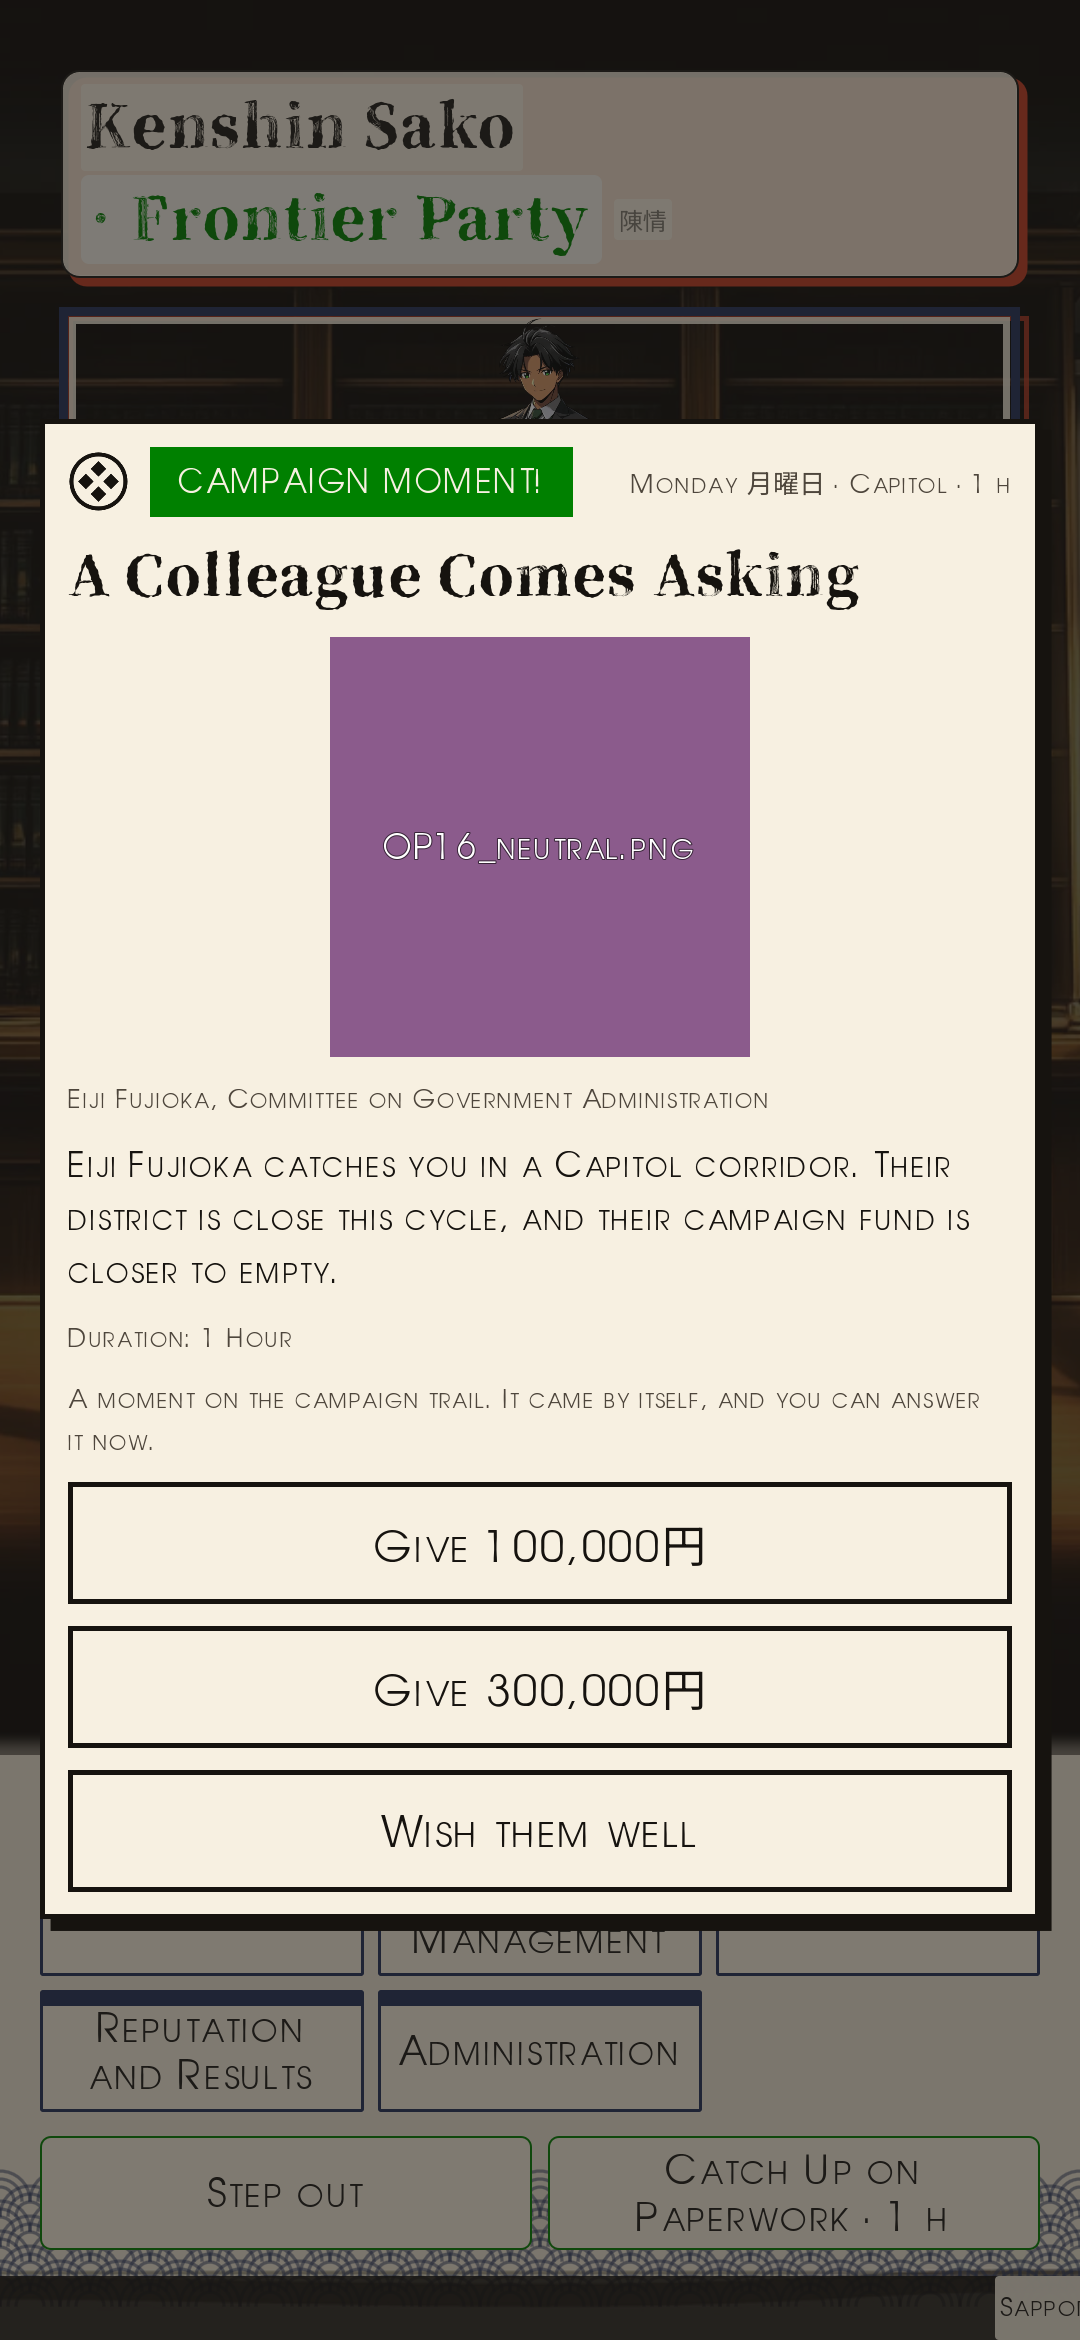 Kenshin Sako
· Frontier Party 陳情
CAMPAIGN MOMENT!
Monday 月曜日 · Capitol · 1 h
A Colleague Comes Asking
OP16_neutral.png
Eiji Fujioka, Committee on Government Administration
Eiji Fujioka catches you in a Capitol corridor. Their
district is close this cycle, and their campaign fund is
closer to empty.
Duration: 1 Hour
A moment on the campaign trail. It came by itself, and you can answer
it now.
Give 100,000円
Give 300,000円
Wish them well
Management
Reputation
and Results
Administration
Step out
Catch Up on
Paperwork · 1 h